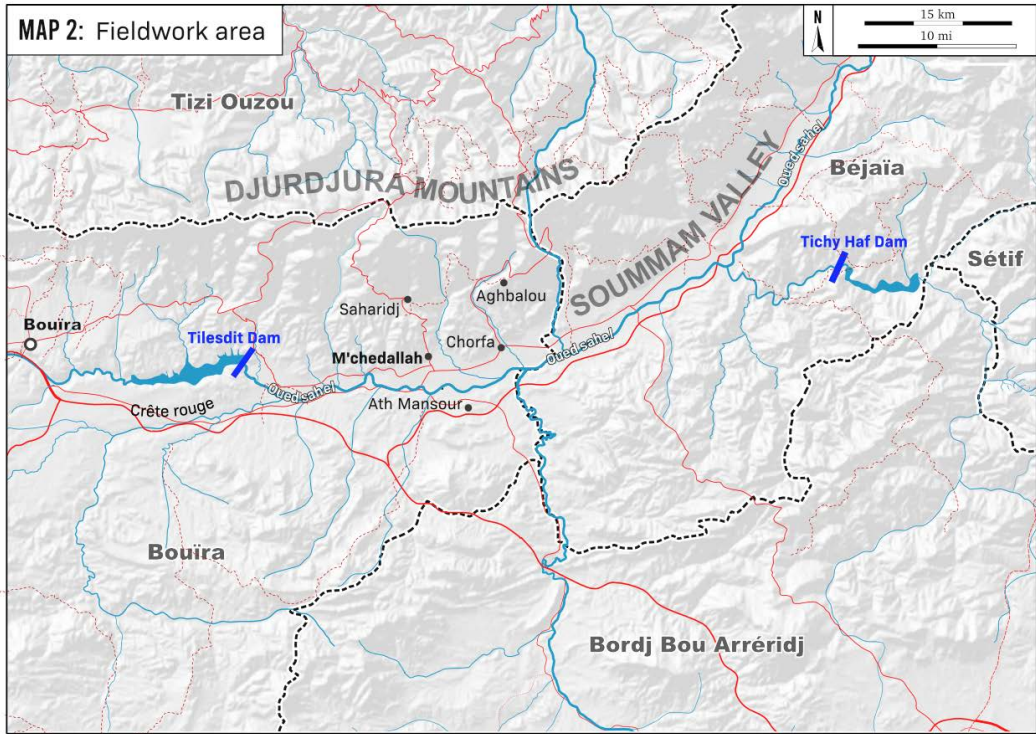 MAP 2: Fieldwork area
N
15 km
10 mi
Tizi Ouzou
DJURDJURA MOUNTAINS
SOUMMAM VALLEY
Oued sahel
Béjaïa
Tichy Haf Dam
Sétif
Aghbalou
Saharidj
Bouïra
Tilesdit Dam
Chorfa
M'chedallah
Oued sahel
Oued sahel
Crête rouge
Ath Mansour
Bouïra
Bordj Bou Arréridj